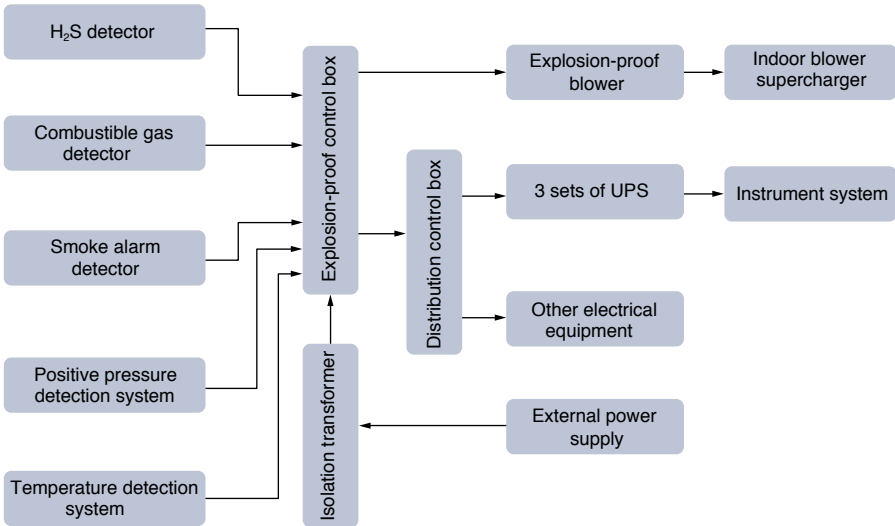 H₂S detector
Combustible gas
detector
Smoke alarm
detector
Positive pressure
detection system
Temperature detection
system
Explosion-proof control box
Isolation transformer
Distribution control box
Explosion-proof
blower
Indoor blower
supercharger
3 sets of UPS
Instrument system
Other electrical
equipment
External power
supply